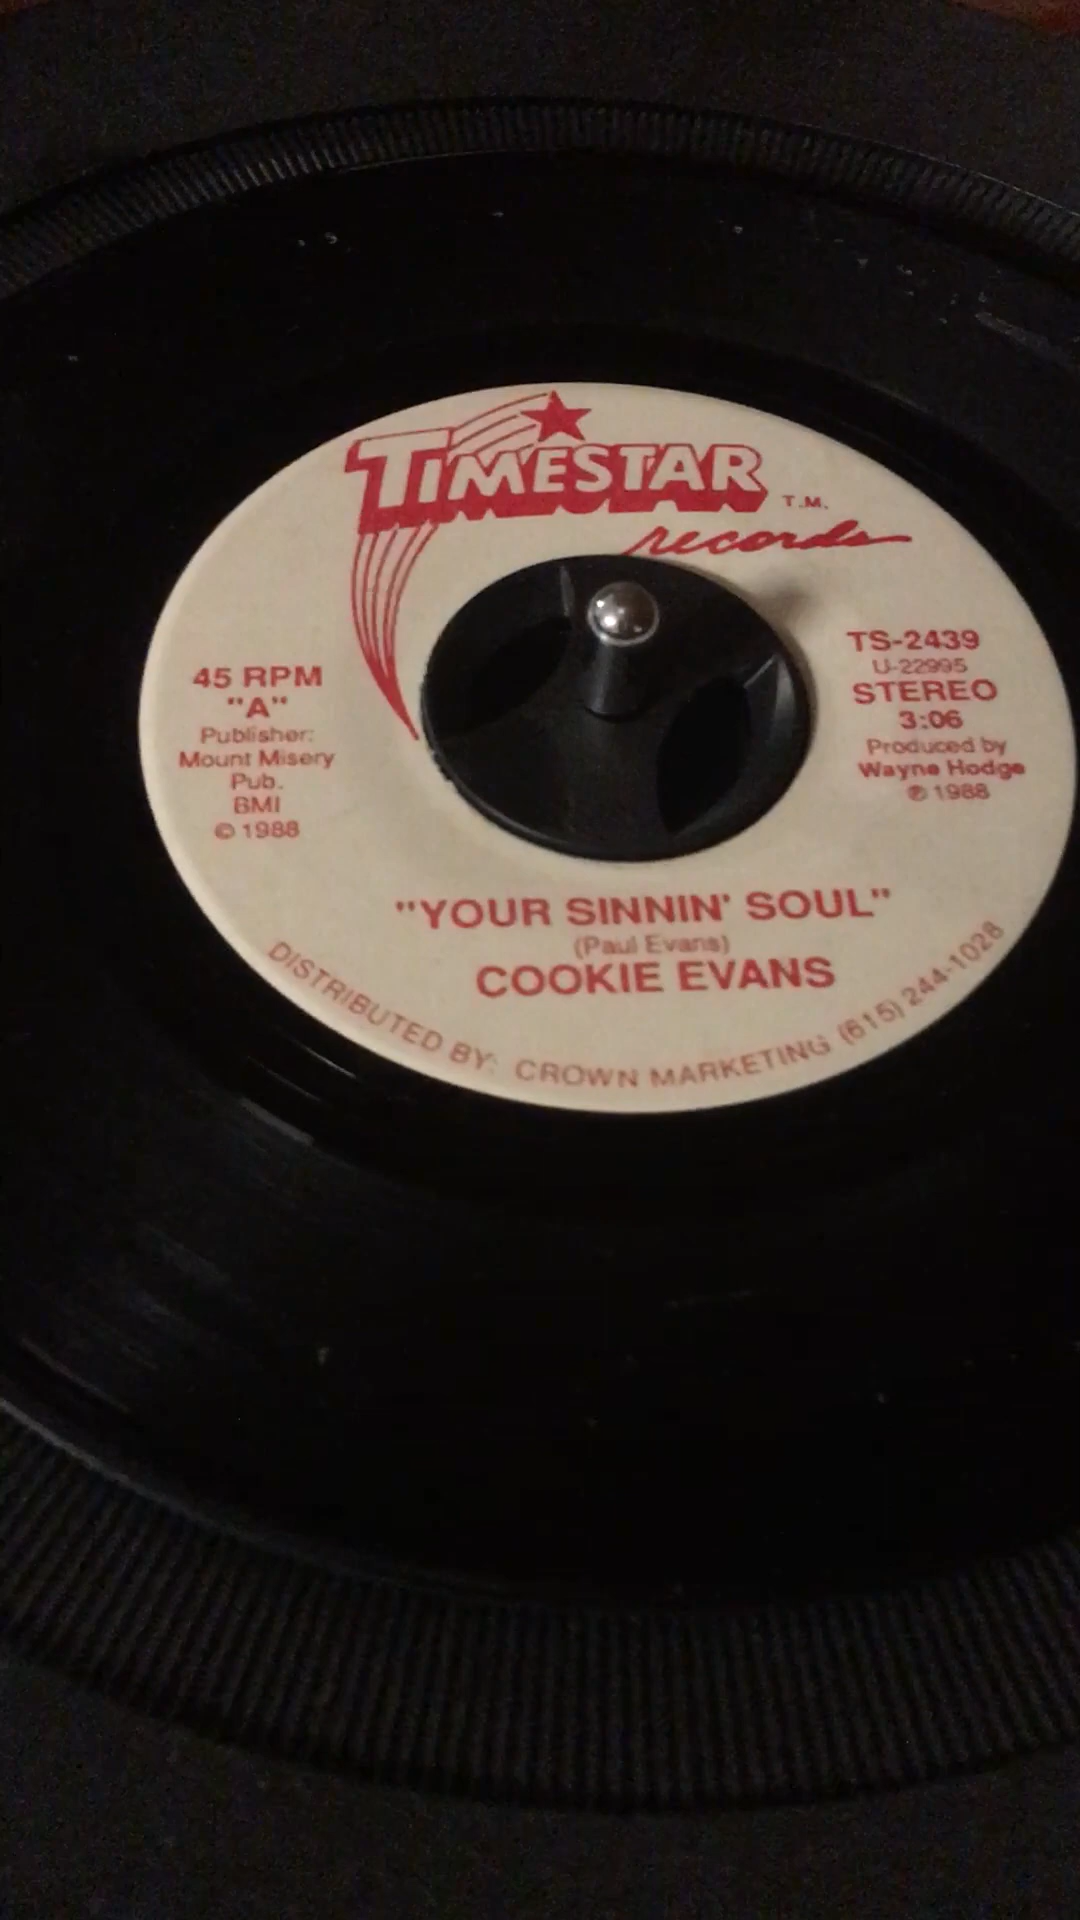 TIMESTAR T.M.
records
45 RPM
"A"
Publisher:
Mount Misery
Pub.
BMI
© 1988
TS-2439
U-22995
STEREO
3:06
Produced by
Wayne Hodge
℗ 1988
"YOUR SINNIN' SOUL"
(Paul Evans)
COOKIE EVANS
DISTRIBUTED BY: CROWN MARKETING (615) 244-1028